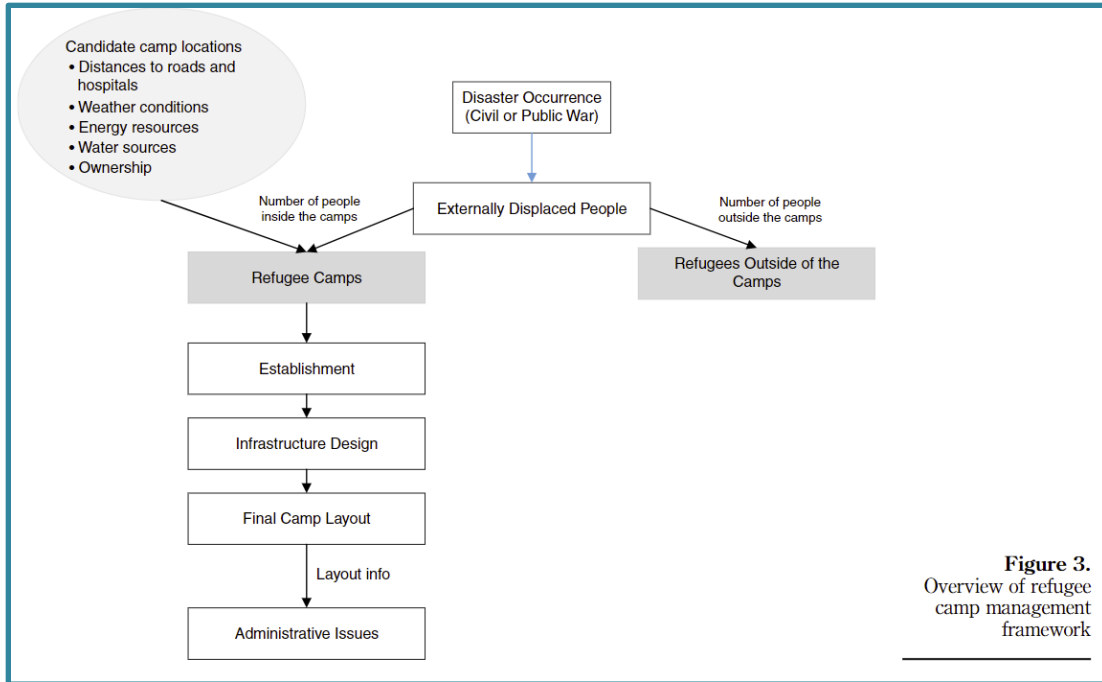 Candidate camp locations
• Distances to roads and
hospitals
• Weather conditions
• Energy resources
• Water sources
• Ownership
Disaster Occurrence
(Civil or Public War)
Number of people
inside the camps
Externally Displaced People
Number of people
outside the camps
Refugee Camps
Refugees Outside of the
Camps
Establishment
Infrastructure Design
Final Camp Layout
Layout info
Administrative Issues
Figure 3.
Overview of refugee
camp management
framework